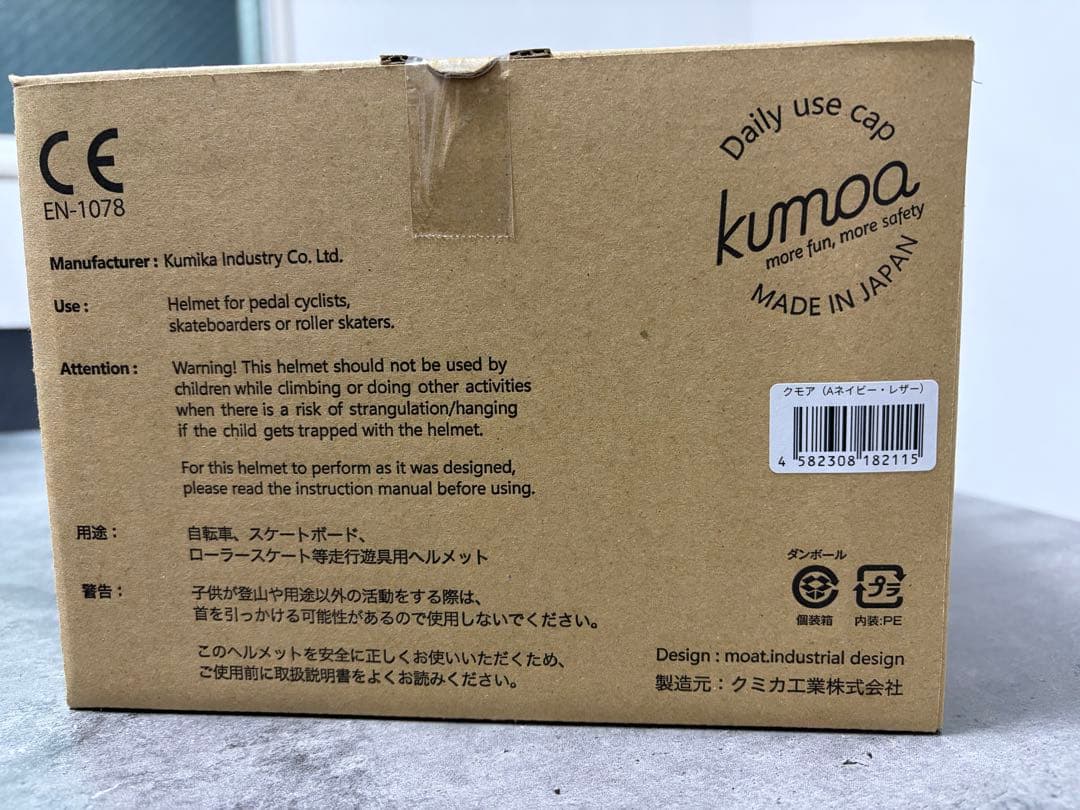 CE
EN-1078
Daily use cap
kumoa
more fun, more safety
MADE IN JAPAN
Manufacturer : Kumika Industry Co. Ltd.
Use : Helmet for pedal cyclists,
skateboarders or roller skaters.
Attention : Warning! This helmet should not be used by
children while climbing or doing other activities
when there is a risk of strangulation/hanging
if the child gets trapped with the helmet.
For this helmet to perform as it was designed,
please read the instruction manual before using.
クモア（Aネイビー・レザー）
4 582308 182115
用途： 自転車、スケートボード、
ローラースケート等走行遊具用ヘルメット
警告： 子供が登山や用途以外の活動をする際は、
首を引っかける可能性があるので使用しないでください。
このヘルメットを安全に正しくお使いいただくため、
ご使用前に取扱説明書をよくお読みください。
ダンボール
プラ
個装箱 内装:PE
Design : moat.industrial design
製造元：クミカ工業株式会社